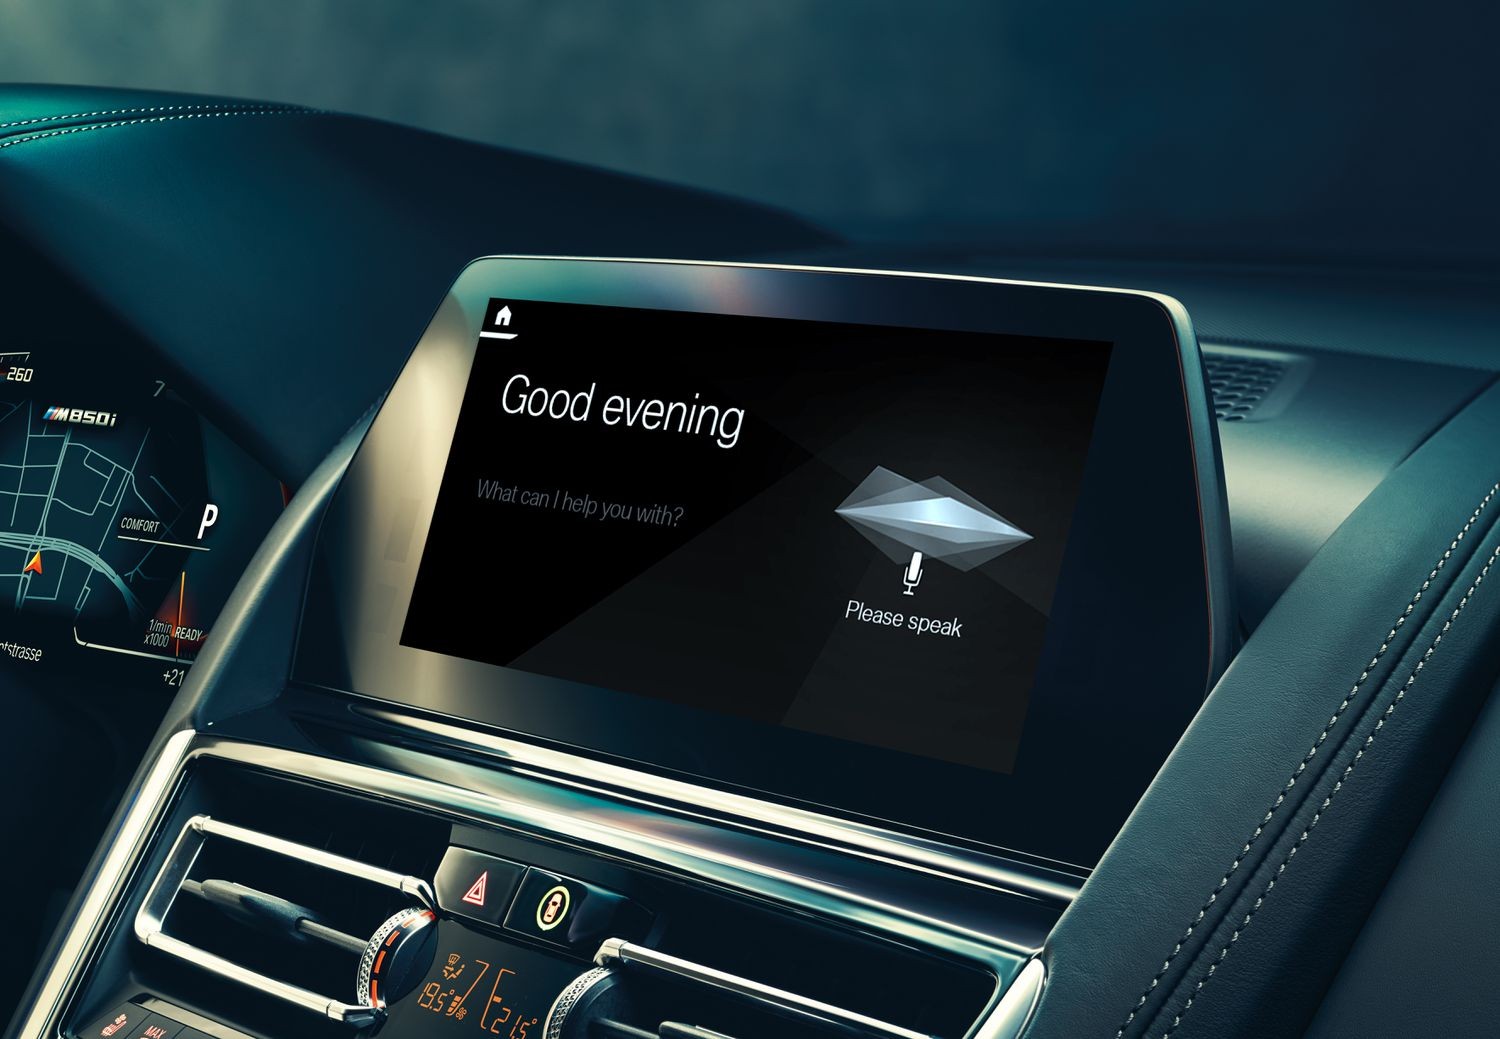 260
7
M850i
COMFORT
P
1/min
x1000
READY
+21
Good evening
What can I help you with?
Please speak
19.5°
21.5°
MAX